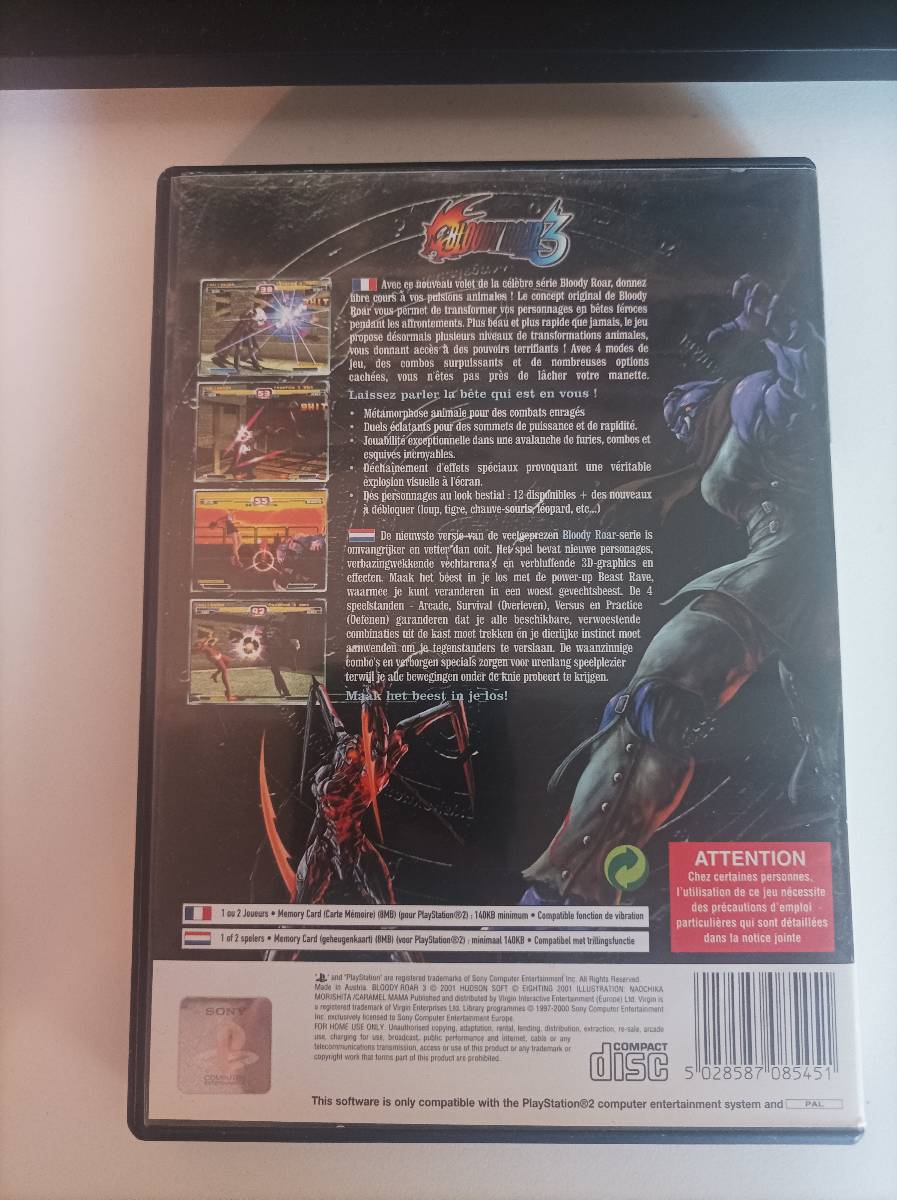 BLOODY ROAR 3
Avec ce nouveau volet de la célèbre série Bloody Roar, donnez
libre cours à vos pulsions animales ! Le concept original de Bloody
Roar vous permet de transformer vos personnages en bêtes féroces
pendant les affrontements. Plus beau et plus rapide que jamais, le jeu
propose désormais plusieurs niveaux de transformations animales,
vous donnant accès à des pouvoirs terrifiants ! Avec 4 modes de
jeu, des combos surpuissants et de nombreuses options
cachées, vous n'êtes pas près de lâcher votre manette.
Laissez parler la bête qui est en vous !
• Métamorphose animale pour des combats enragés
• Duels éclatants pour des sommets de puissance et de rapidité.
• Jouabilité exceptionnelle dans une avalanche de furies, combos et
esquives incroyables.
• Déchaînement d'effets spéciaux provoquant une véritable
explosion visuelle à l'écran.
• Des personnages au look bestial : 12 disponibles + des nouveaux
à débloquer (loup, tigre, chauve-souris, léopard, etc...)
De nieuwste versie van de veelgeprezen Bloody Roar-serie is
omvangrijker en vetter dan ooit. Het spel bevat nieuwe personages,
verbazingwekkende vechtarena's en verbluffende 3D-graphics en
effecten. Maak het beest in je los met de power-up Beast Rave,
waarmee je kunt veranderen in een woest gevechtsbeest. De 4
speelstanden - Arcade, Survival (Overleven), Versus en Practice
(Oefenen) garanderen dat je alle beschikbare, verwoestende
combinaties uit de kast moet trekken én je dierlijke instinct moet
aanwenden om je tegenstanders te verslaan. De waanzinnige
combo's en verborgen specials zorgen voor urenlang speelplezier
terwijl je alle bewegingen onder de knie probeert te krijgen.
Maak het beest in je los!
ATTENTION
Chez certaines personnes,
l'utilisation de ce jeu nécessite
des précautions d'emploi
particulières qui sont détaillées
dans la notice jointe
1 ou 2 Joueurs • Memory Card (Carte Mémoire) (8MB) (pour PlayStation®2) : 140KB minimum • Compatible fonction de vibration
1 of 2 spelers • Memory Card (geheugenkaart) (8MB) (voor PlayStation®2) : minimaal 140KB • Compatibel met trillingsfunctie
and "PlayStation" are registered trademarks of Sony Computer Entertainment Inc. All Rights Reserved.
Made in Austria. BLOODY ROAR 3 © 2001 HUDSON SOFT © EIGHTING 2001 ILLUSTRATION: NAOCHIKA
MORISHITA /CARAMEL MAMA Published and distributed by Virgin Interactive Entertainment (Europe) Ltd. Virgin is
a registered trademark of Virgin Enterprises Ltd. Library programmes © 1997-2000 Sony Computer Entertainment
Inc. exclusively licensed to Sony Computer Entertainment Europe.
FOR HOME USE ONLY. Unauthorised copying, adaptation, rental, lending, distribution, extraction, re-sale, arcade
use, charging for use, broadcast, public performance and internet, cable or any
telecommunications transmission, access or use of this product or any trademark or
copyright work that forms part of this product are prohibited.
SONY
COMPUTER
COMPACT
disc
5 028587 085451
This software is only compatible with the PlayStation®2 computer entertainment system and PAL